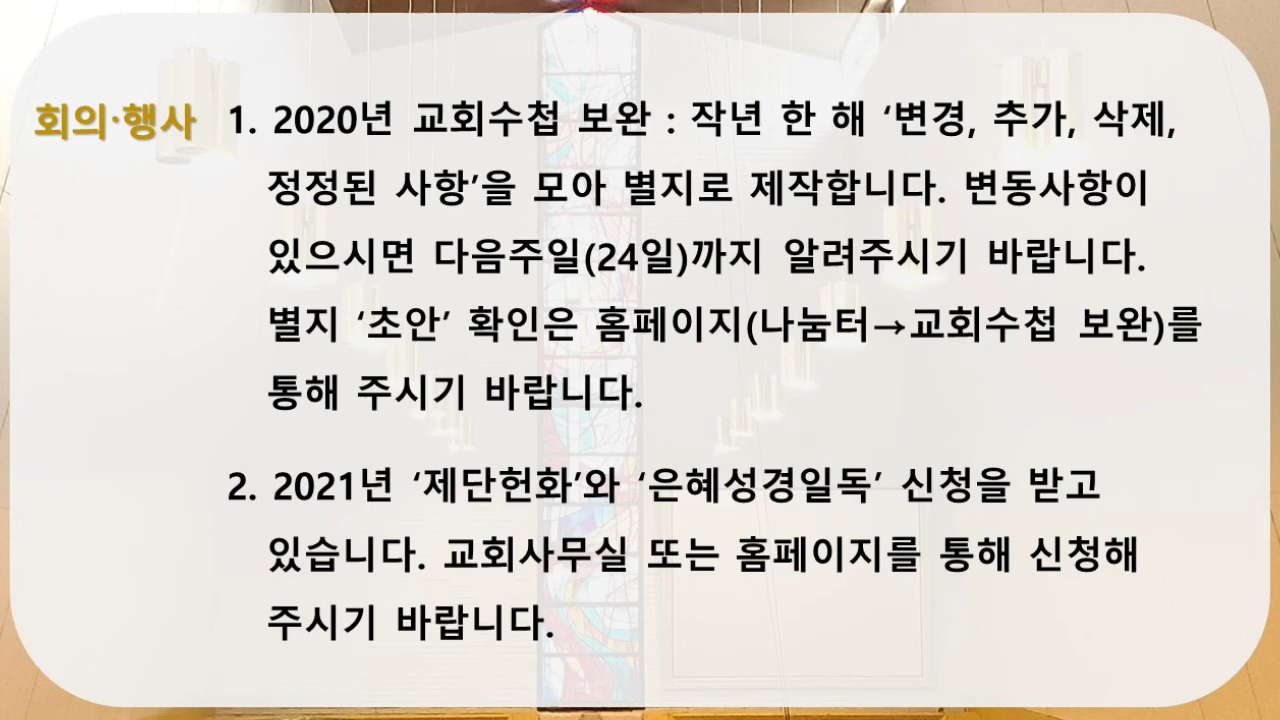 회의·행사 1. 2020년 교회수첩 보완 : 작년 한 해 ‘변경, 추가, 삭제,
정정된 사항’을 모아 별지로 제작합니다. 변동사항이
있으시면 다음주일(24일)까지 알려주시기 바랍니다.
별지 ‘초안’ 확인은 홈페이지(나눔터→교회수첩 보완)를
통해 주시기 바랍니다.
2. 2021년 ‘제단헌화’와 ‘은혜성경일독’ 신청을 받고
있습니다. 교회사무실 또는 홈페이지를 통해 신청해
주시기 바랍니다.